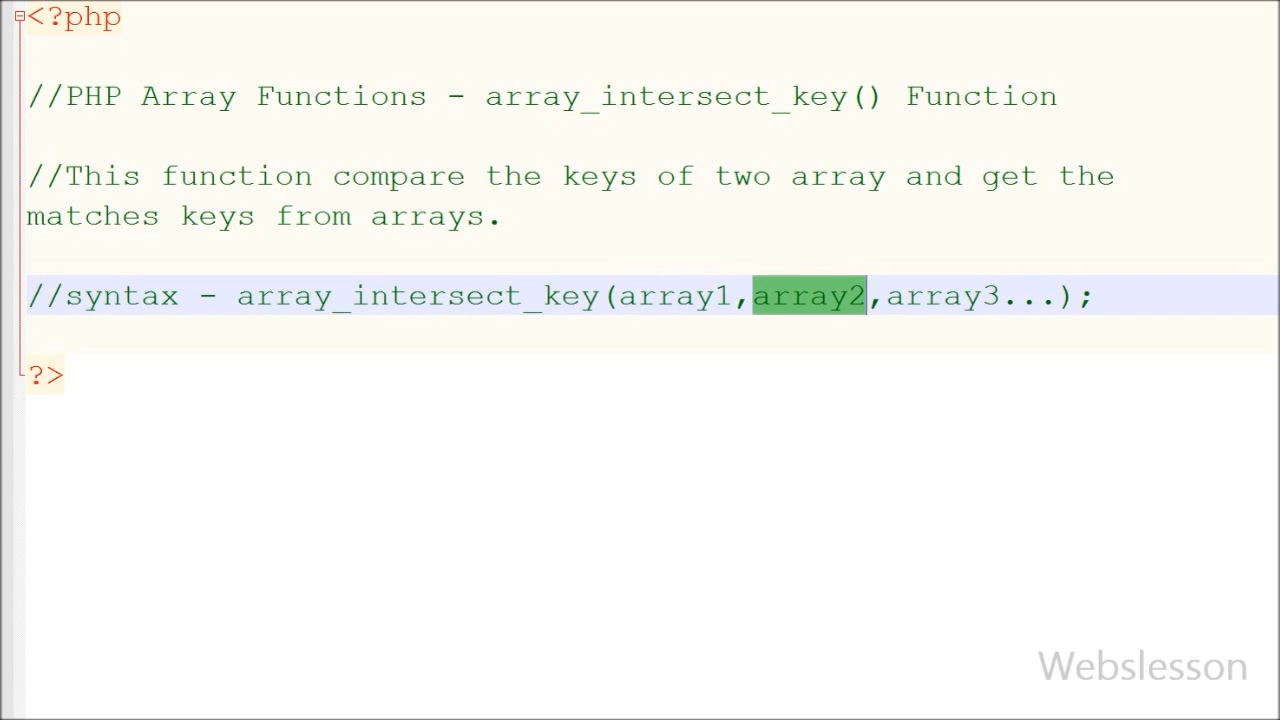 <?php
//PHP Array Functions - array_intersect_key() Function
//This function compare the keys of two array and get the
matches keys from arrays.
//syntax - array_intersect_key(array1,array2,array3...);
?>
Webslesson